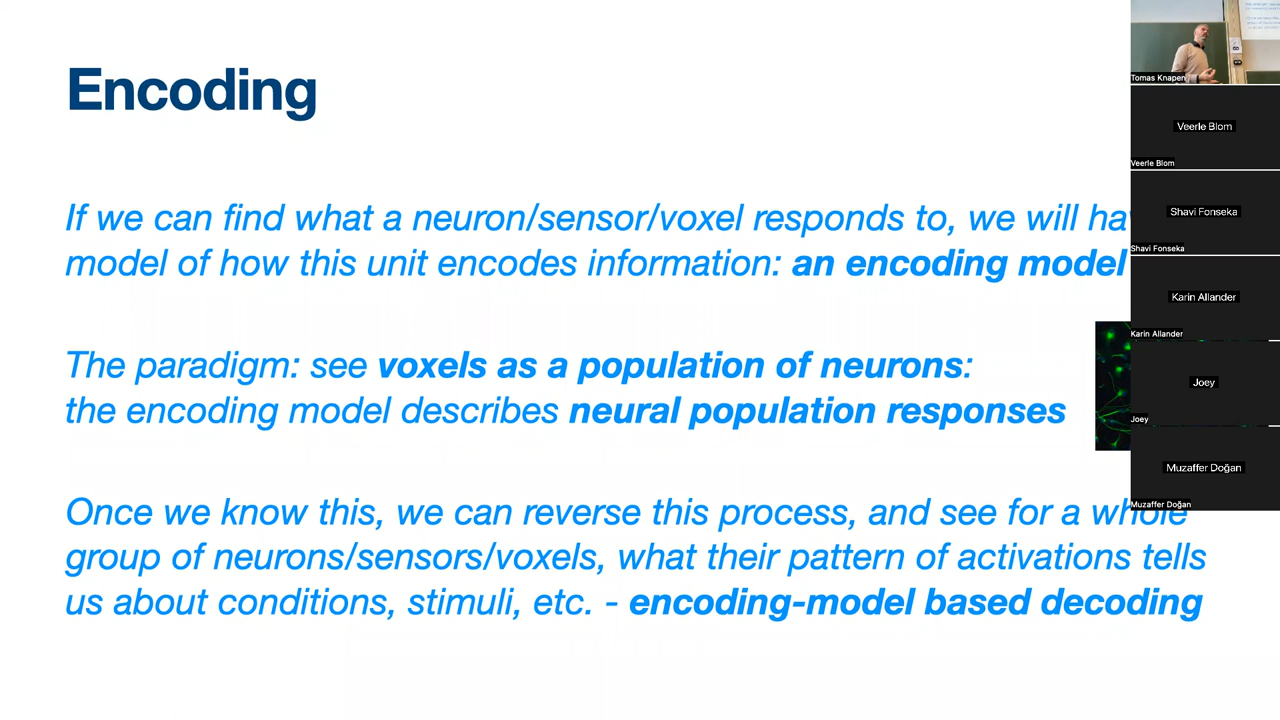 Encoding
If we can find what a neuron/sensor/voxel responds to, we will ha
model of how this unit encodes information: an encoding model
The paradigm: see voxels as a population of neurons:
the encoding model describes neural population responses
Once we know this, we can reverse this process, and see for a whole
group of neurons/sensors/voxels, what their pattern of activations tells
us about conditions, stimuli, etc. - encoding-model based decoding
Tomas Knapen
Veerle Blom
Veerle Blom
Shavi Fonseka
Shavi Fonseka
Karin Allander
Karin Allander
Joey
Joey
Muzaffer Doğan
Muzaffer Doğan